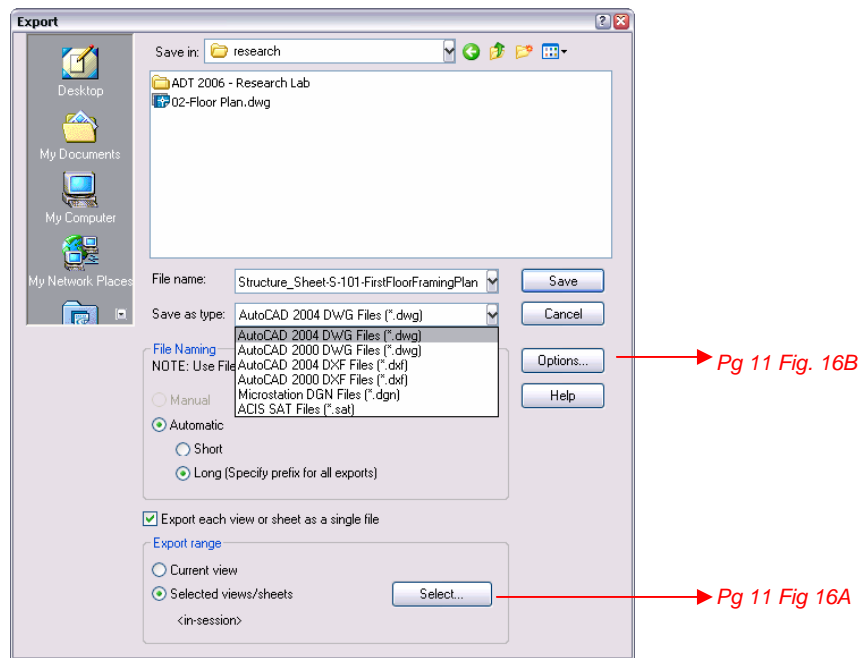 Export
Save in: research
Desktop
My Documents
My Computer
My Network Places
ADT 2006 - Research Lab
02-Floor Plan.dwg
File name: Structure_Sheet-S-101-FirstFloorFramingPlan Save
Save as type: AutoCAD 2004 DWG Files (*.dwg) Cancel
AutoCAD 2004 DWG Files (*.dwg)
AutoCAD 2000 DWG Files (*.dwg)
AutoCAD 2004 DXF Files (*.dxf)
AutoCAD 2000 DXF Files (*.dxf)
Microstation DGN Files (*.dgn)
ACIS SAT Files (*.sat)
File Naming
NOTE: Use File
Options... Pg 11 Fig. 16B
Manual Help
Automatic
Short
Long (Specify prefix for all exports)
Export each view or sheet as a single file
Export range
Current view
Selected views/sheets Select... Pg 11 Fig 16A
<in-session>